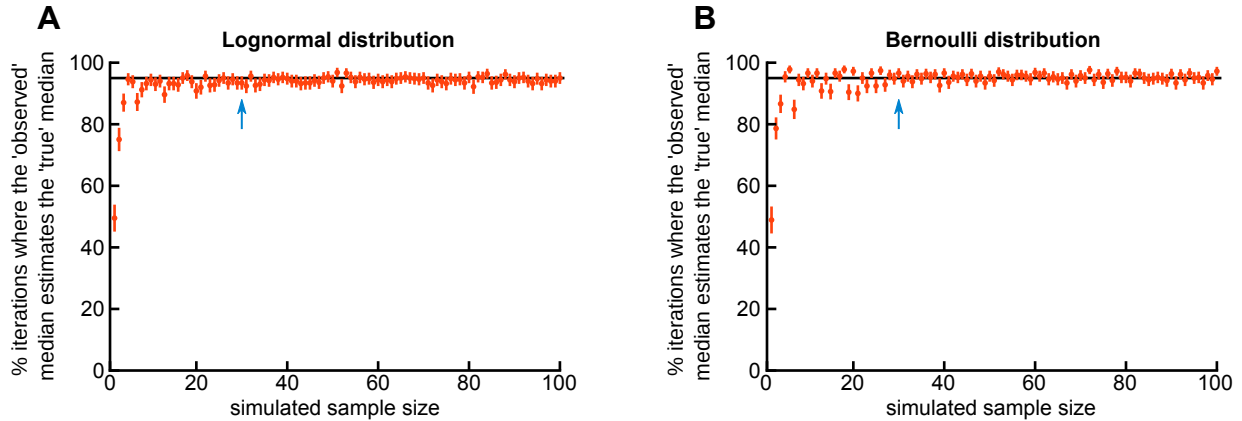 A
Lognormal distribution
% iterations where the 'observed'
median estimates the 'true' median
100
80
60
40
20
0
0 20 40 60 80 100
simulated sample size
B
Bernoulli distribution
% iterations where the 'observed'
median estimates the 'true' median
100
80
60
40
20
0
0 20 40 60 80 100
simulated sample size